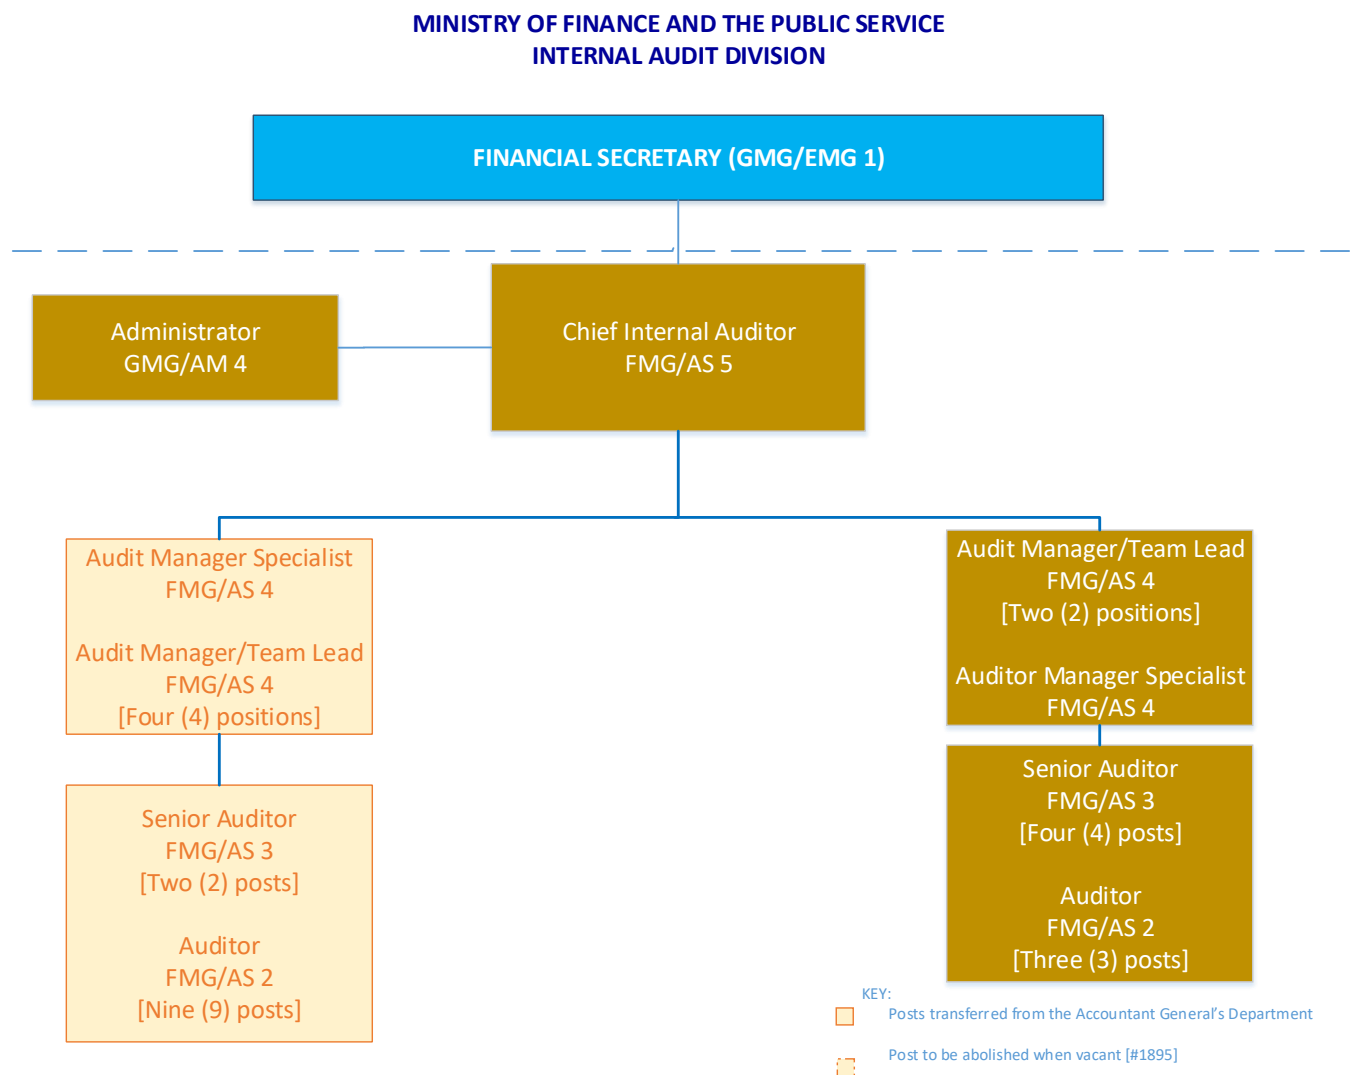 MINISTRY OF FINANCE AND THE PUBLIC SERVICE
INTERNAL AUDIT DIVISION
FINANCIAL SECRETARY (GMG/EMG 1)
Administrator
GMG/AM 4
Chief Internal Auditor
FMG/AS 5
Audit Manager Specialist
FMG/AS 4
Audit Manager/Team Lead
FMG/AS 4
[Four (4) positions]
Audit Manager/Team Lead
FMG/AS 4
[Two (2) positions]
Auditor Manager Specialist
FMG/AS 4
Senior Auditor
FMG/AS 3
[Two (2) posts]
Auditor
FMG/AS 2
[Nine (9) posts]
Senior Auditor
FMG/AS 3
[Four (4) posts]
Auditor
FMG/AS 2
[Three (3) posts]
KEY:
Posts transferred from the Accountant General’s Department
Post to be abolished when vacant [#1895]